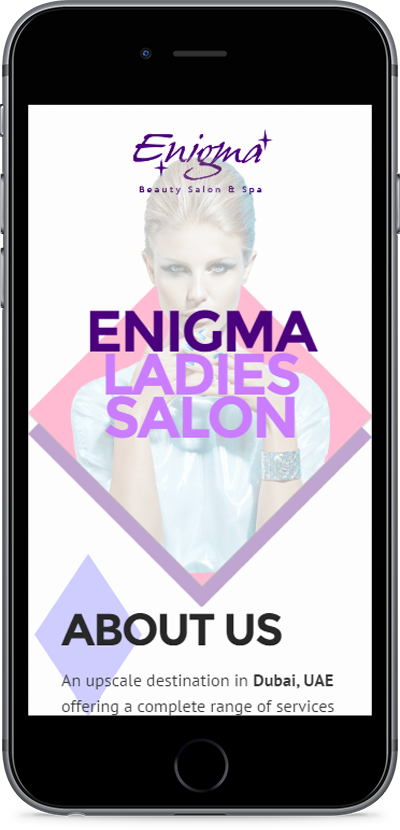 Enigma
Beauty Salon & Spa
ENIGMA
LADIES
SALON
ABOUT US
An upscale destination in Dubai, UAE
offering a complete range of services